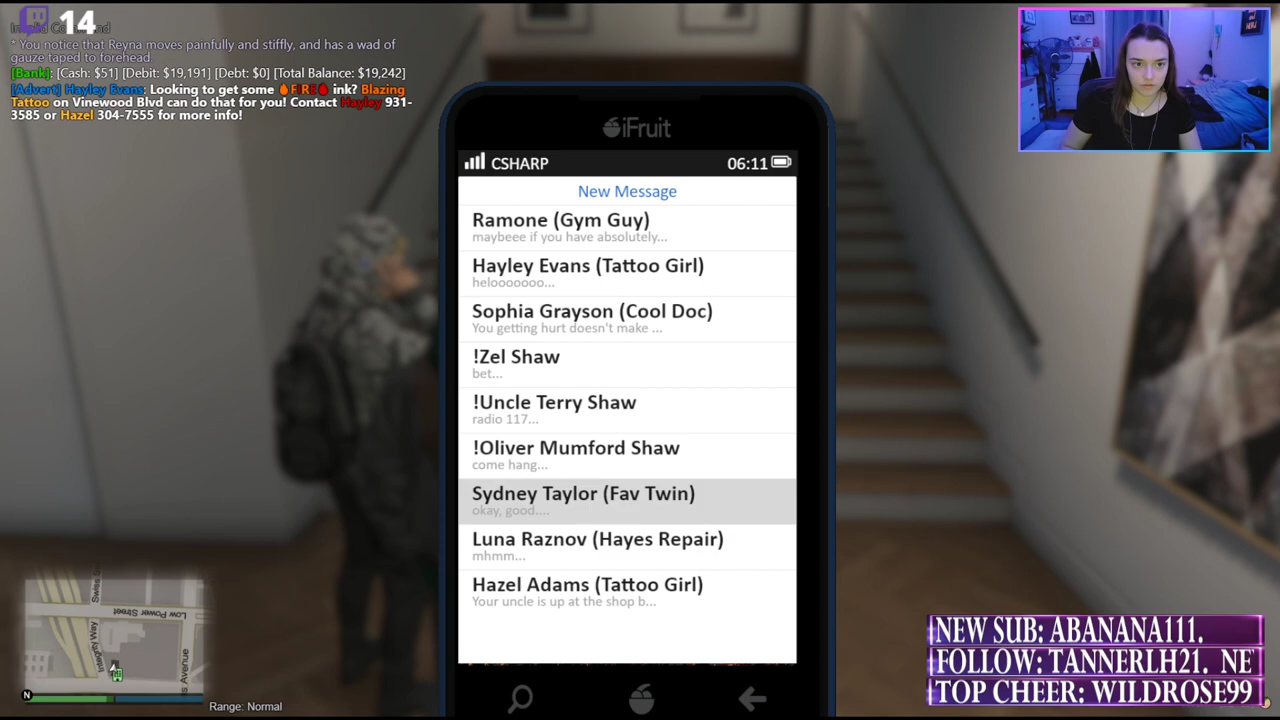 14
* You notice that Reyna moves painfully and stiffly, and has a wad of
gauze taped to forehead.
[Bank]: [Cash: $51] [Debit: $19,191] [Debt: $0] [Total Balance: $19,242]
[Advert] Hayley Evans: Looking to get some 🔥FIRE🔥 ink? Blazing
Tattoo on Vinewood Blvd can do that for you! Contact Hayley 931-
3585 or Hazel 304-7555 for more info!
iFruit
CSHARP 06:11
New Message
Ramone (Gym Guy)
maybeee if you have absolutely...
Hayley Evans (Tattoo Girl)
helooooooo...
Sophia Grayson (Cool Doc)
You getting hurt doesn't make ...
!Zel Shaw
bet...
!Uncle Terry Shaw
radio 117...
!Oliver Mumford Shaw
come hang...
Sydney Taylor (Fav Twin)
okay, good....
Luna Raznov (Hayes Repair)
mhmm...
Hazel Adams (Tattoo Girl)
Your uncle is up at the shop b...
Low Power Street
N
Range: Normal
NEW SUB: ABANANA111.
FOLLOW: TANNERLH21. NE
TOP CHEER: WILDROSE99